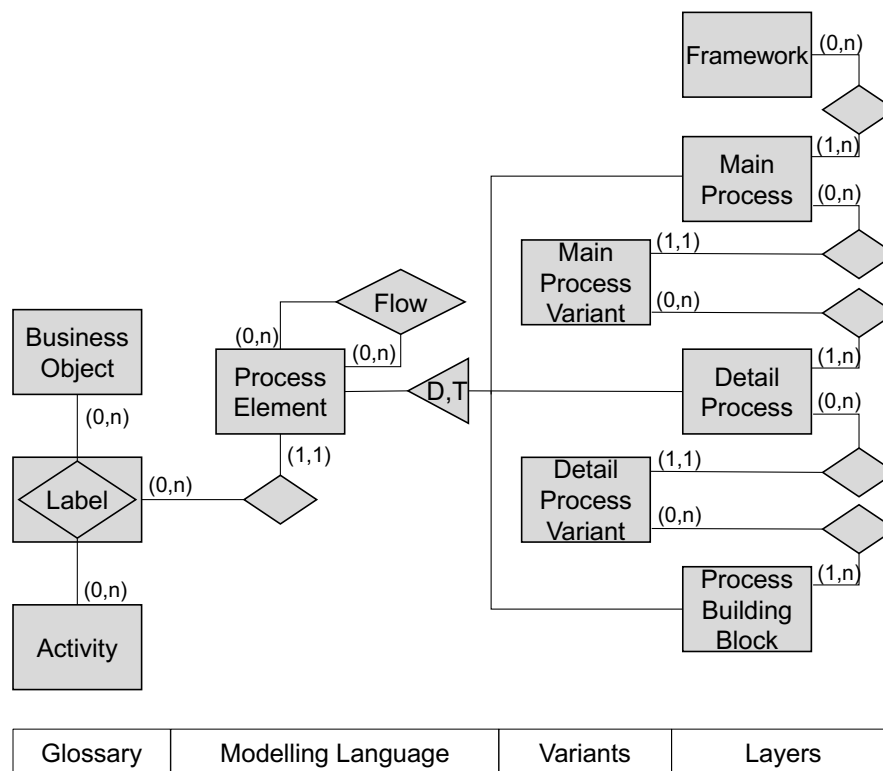 Framework
(0,n)
(1,n)
Main
Process
(0,n)
Main
Process
Variant
(1,1)
(0,n)
Flow
(0,n)
(0,n)
Business
Object
Process
Element
D,T
(1,n)
Detail
Process
(0,n)
(0,n)
(1,1)
Label
(0,n)
Detail
Process
Variant
(1,1)
(0,n)
(0,n)
Activity
(1,n)
Process
Building
Block
Glossary
Modelling Language
Variants
Layers